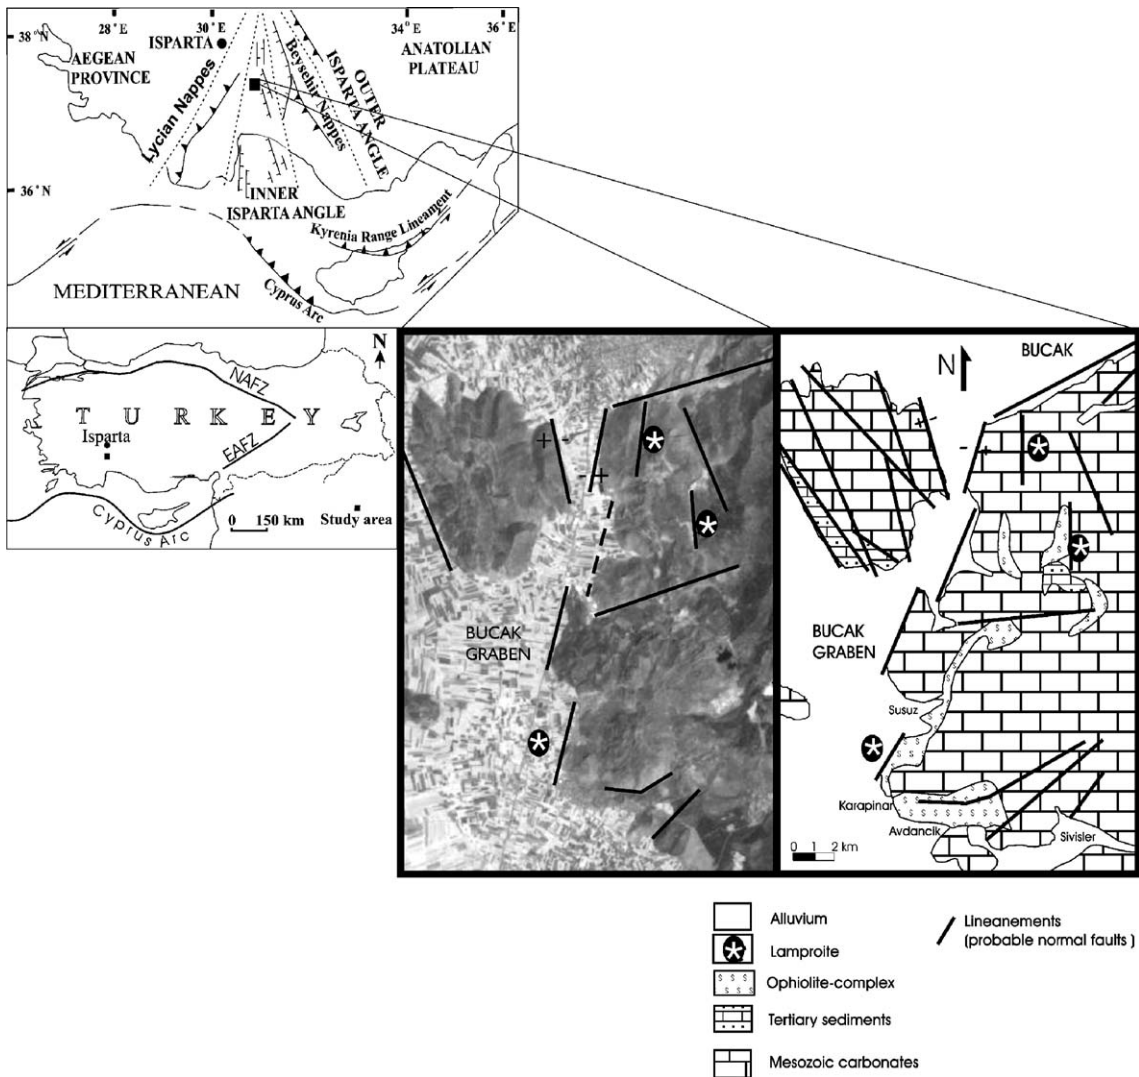 28°E
30°E
34°E
36°E
38°N
36°N
ISPARTA
AEGEAN
PROVINCE
ANATOLIAN
PLATEAU
Lycian Nappes
Beysehir Nappes
OUTER
ISPARTA ANGLE
INNER
ISPARTA ANGLE
Kyrenia Range Lineament
Cyprus Arc
MEDITERRANEAN
N
NAFZ
TURKEY
Isparta
EAFZ
Cyprus Arc
0 150 km
Study area
+ -
- +
BUCAK
GRABEN
N
BUCAK
+ -
- +
BUCAK
GRABEN
Susuz
Karapinar
Avdancik
Sivisler
0 1 2 km
Alluvium
Lamproite
Ophiolite-complex
Tertiary sediments
Mesozoic carbonates
Lineanements
(probable normal faults )